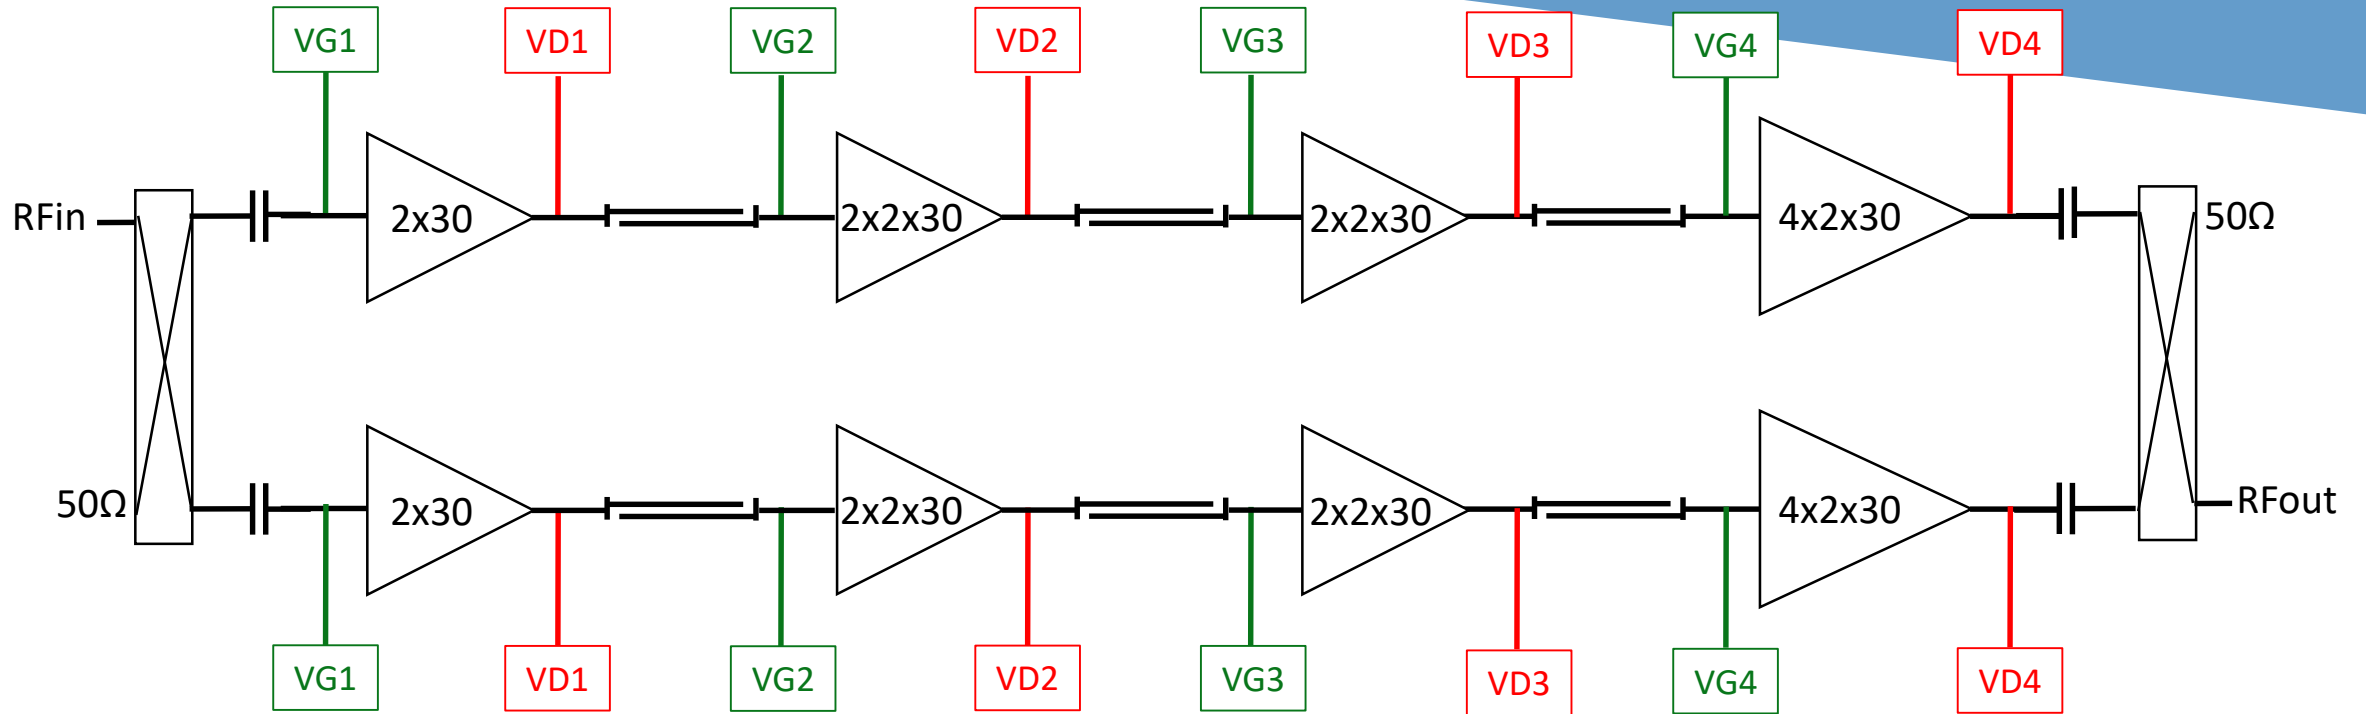 VG1 VD1 VG2 VD2 VG3 VD3 VG4 VD4
RFin 2x30 2x2x30 2x2x30 4x2x30 50Ω
50Ω 2x30 2x2x30 2x2x30 4x2x30 RFout
VG1 VD1 VG2 VD2 VG3 VD3 VG4 VD4